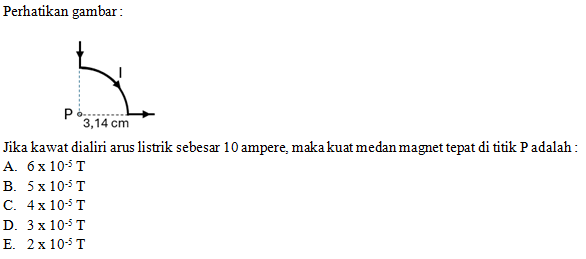 Perhatikan gambar :
I
P
3,14 cm
Jika kawat dialiri arus listrik sebesar 10 ampere, maka kuat medan magnet tepat di titik P adalah :
A. 6 x 10⁻⁵ T
B. 5 x 10⁻⁵ T
C. 4 x 10⁻⁵ T
D. 3 x 10⁻⁵ T
E. 2 x 10⁻⁵ T